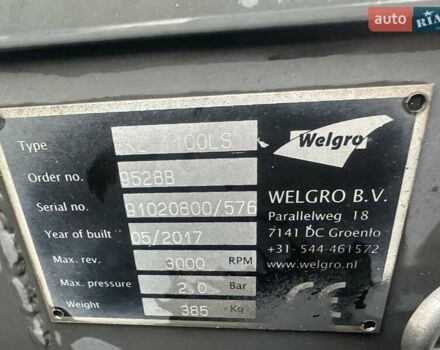 auto RIA
Type 1100LS
Welgro
Order no. 9528B
Serial no. 91020800/576
Year of built 05/2017
Max. rev. 3000 RPM
Max. pressure 2,0 Bar
Weight 385 Kg
WELGRO B.V.
Parallelweg 18
7141 DC Groenlo
+31-544-461572
www.welgro.nl
CE